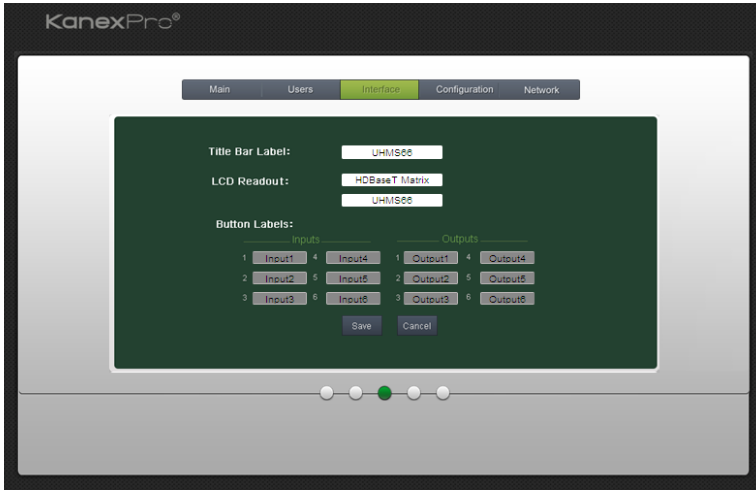 KanexPro®
Main Users Interface Configuration Network
Title Bar Label: UHMS66
LCD Readout: HDBaseT Matrix
UHMS66
Button Labels:
Inputs Outputs
1 Input1 4 Input4 1 Output1 4 Output4
2 Input2 5 Input5 2 Output2 5 Output5
3 Input3 6 Input6 3 Output3 6 Output6
Save Cancel